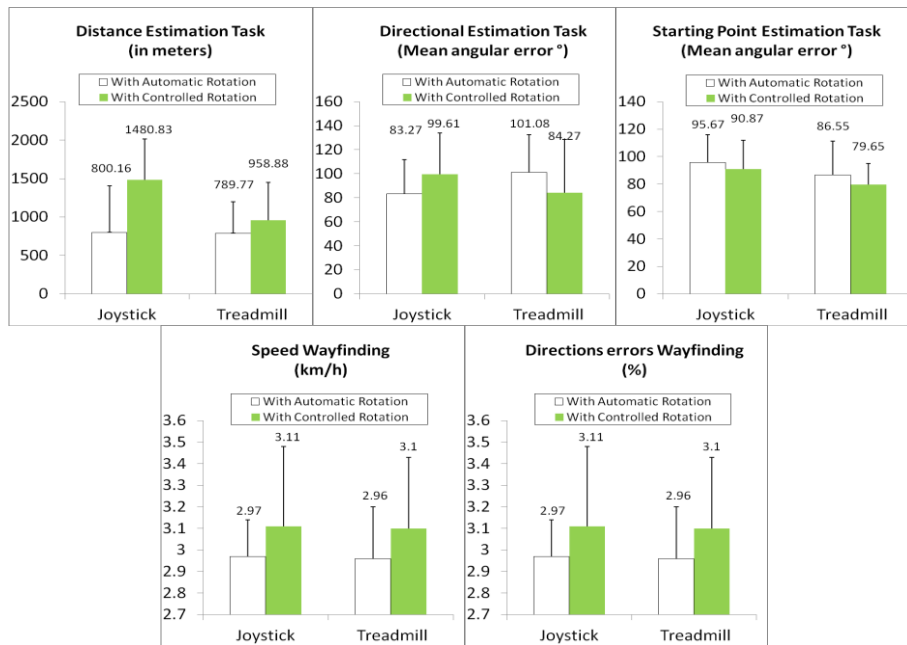 Distance Estimation Task
(in meters)
With Automatic Rotation
With Controlled Rotation
2500
2000
1500
1000
500
0
800.16
1480.83
789.77
958.88
Joystick
Treadmill
Directional Estimation Task
(Mean angular error °)
With Automatic Rotation
With Controlled Rotation
160
140
120
100
80
60
40
20
0
83.27
99.61
101.08
84.27
Joystick
Treadmill
Starting Point Estimation Task
(Mean angular error °)
With Automatic Rotation
With Controlled Rotation
140
120
100
80
60
40
20
0
95.67
90.87
86.55
79.65
Joystick
Treadmill
Speed Wayfinding
(km/h)
With Automatic Rotation
With Controlled Rotation
3.6
3.5
3.4
3.3
3.2
3.1
3
2.9
2.8
2.7
2.97
3.11
2.96
3.1
Joystick
Treadmill
Directions errors Wayfinding
(%)
With Automatic Rotation
With Controlled Rotation
3.6
3.5
3.4
3.3
3.2
3.1
3
2.9
2.8
2.7
2.97
3.11
2.96
3.1
Joystick
Treadmill